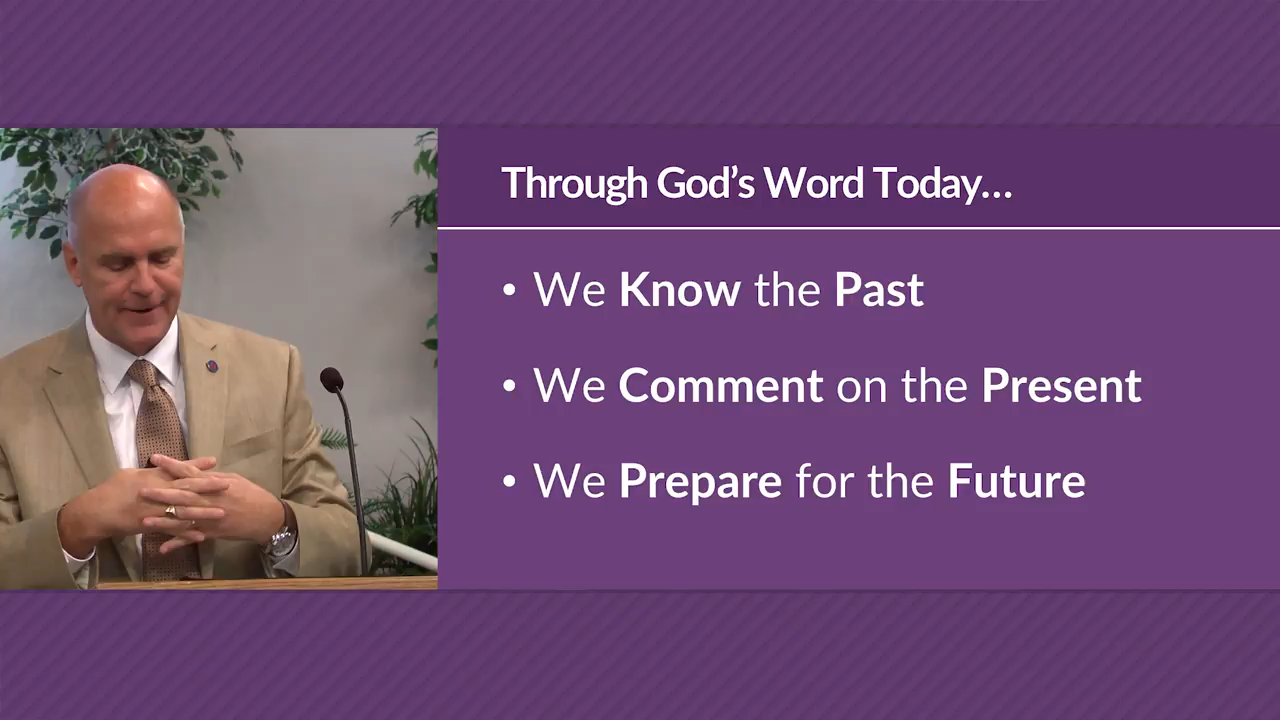 Through God’s Word Today…
• We Know the Past
• We Comment on the Present
• We Prepare for the Future